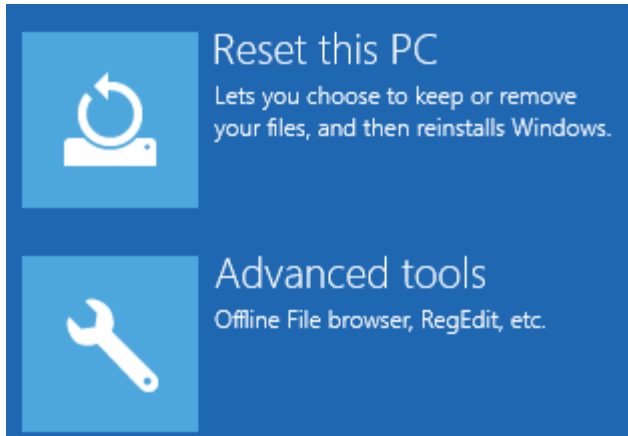 Reset this PC
Lets you choose to keep or remove
your files, and then reinstalls Windows.
Advanced tools
Offline File browser, RegEdit, etc.